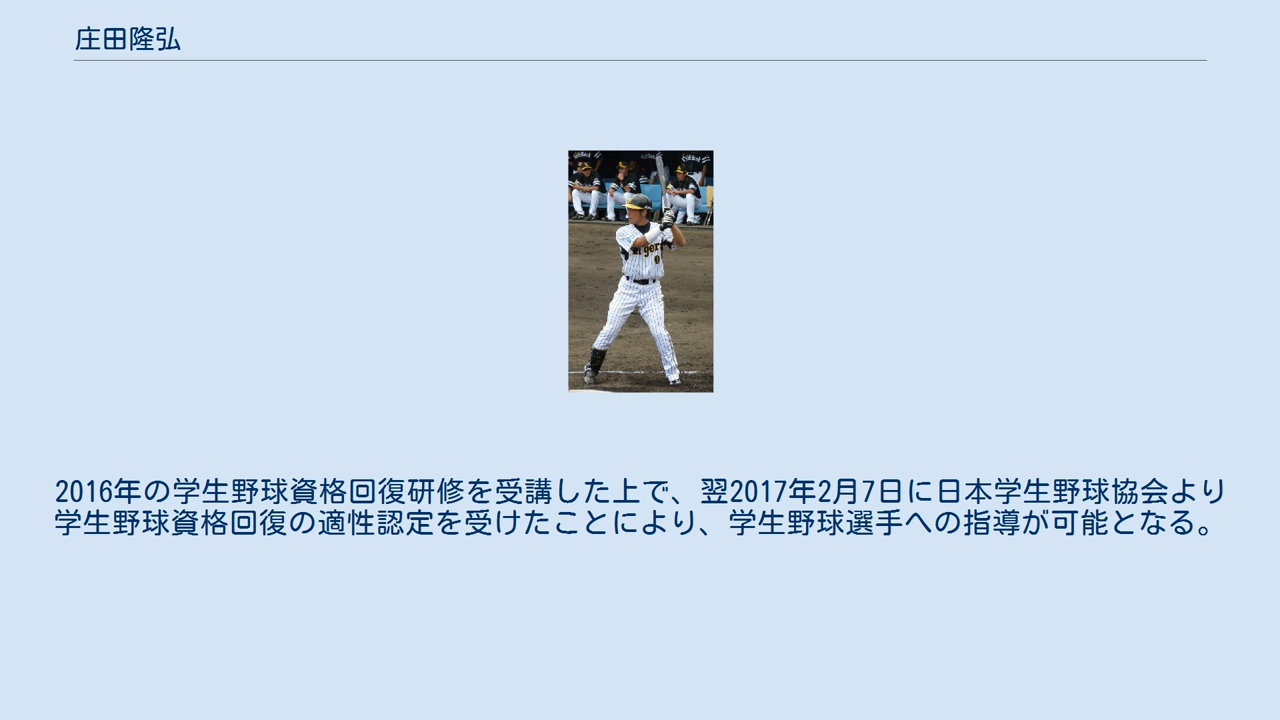 庄田隆弘
2016年の学生野球資格回復研修を受講した上で、翌2017年2月7日に日本学生野球協会より
学生野球資格回復の適性認定を受けたことにより、学生野球選手への指導が可能となる。